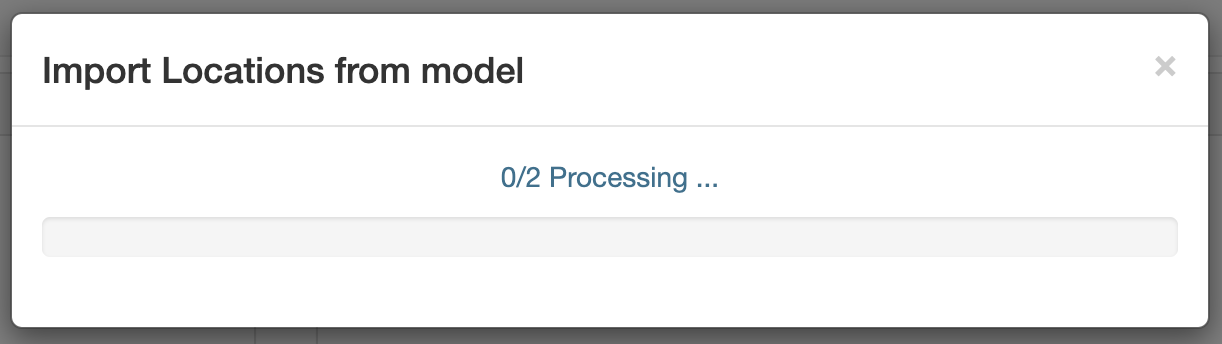 Import Locations from model
×
0/2 Processing ...